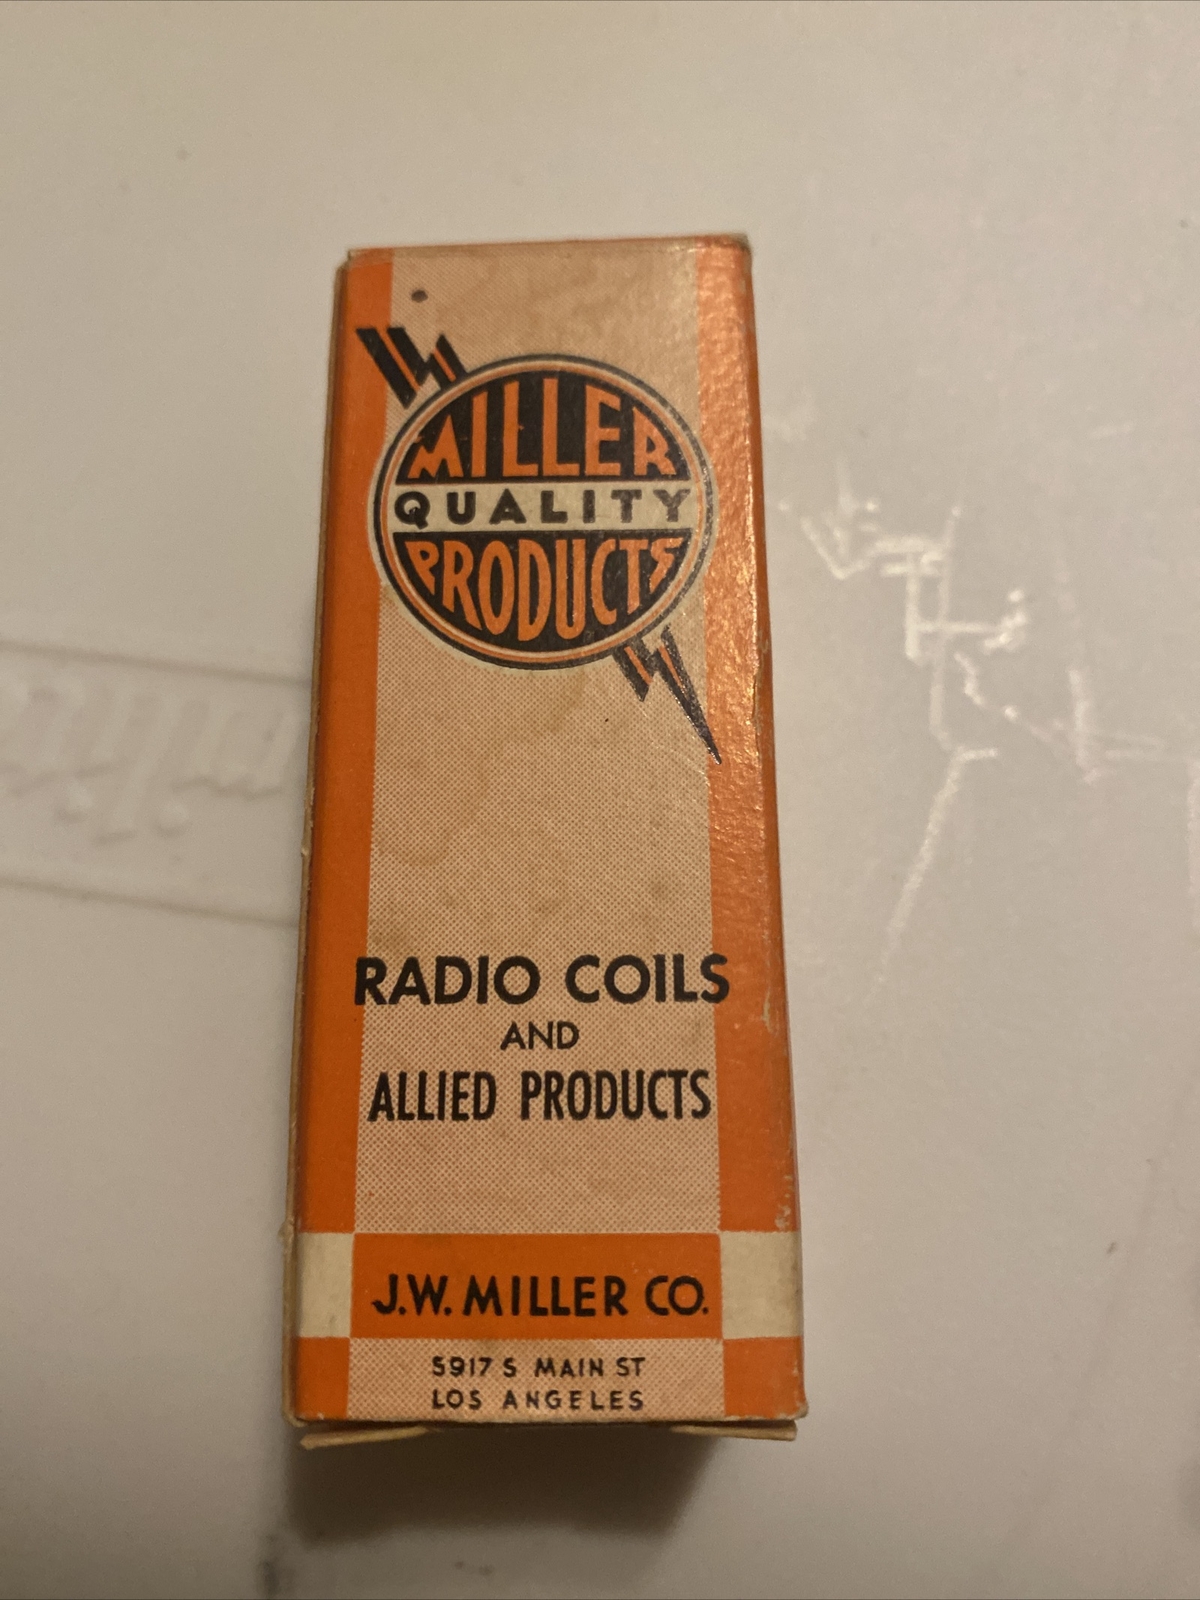 MILLER
QUALITY
PRODUCTS
RADIO COILS
AND
ALLIED PRODUCTS
J.W. MILLER CO.
5917 S MAIN ST
LOS ANGELES